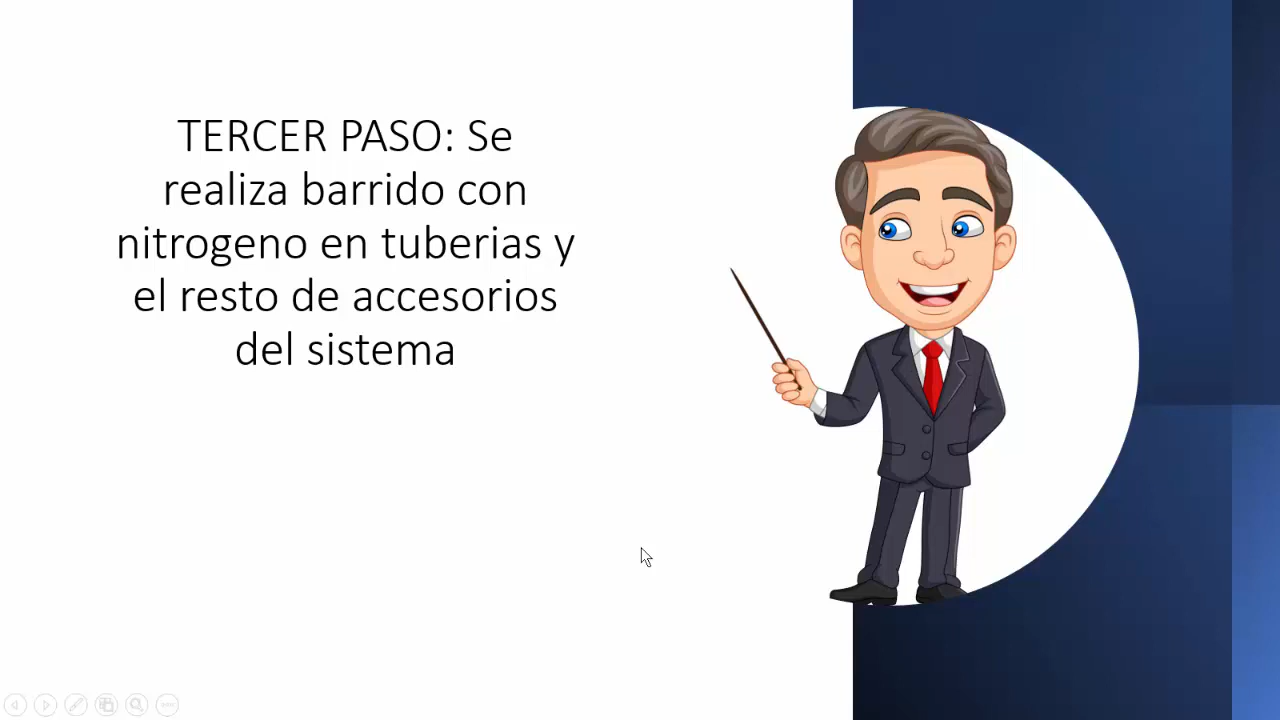 TERCER PASO: Se
realiza barrido con
nitrogeno en tuberias y
el resto de accesorios
del sistema